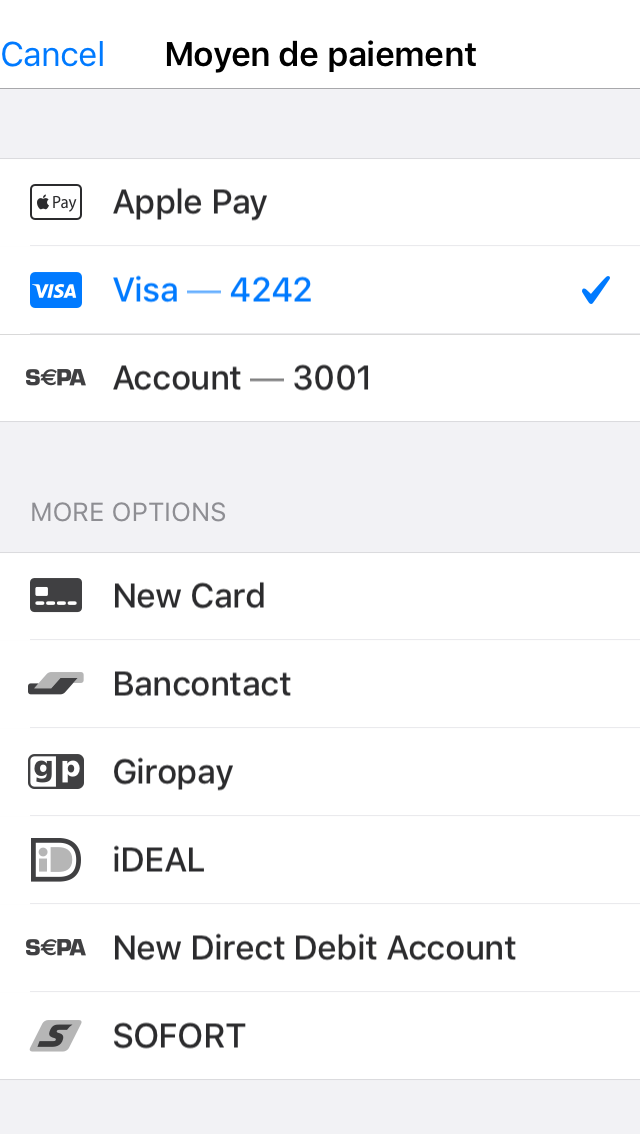 Cancel Moyen de paiement
Pay Apple Pay
VISA Visa — 4242
S€PA Account — 3001
MORE OPTIONS
New Card
Bancontact
gp Giropay
iD iDEAL
S€PA New Direct Debit Account
S SOFORT